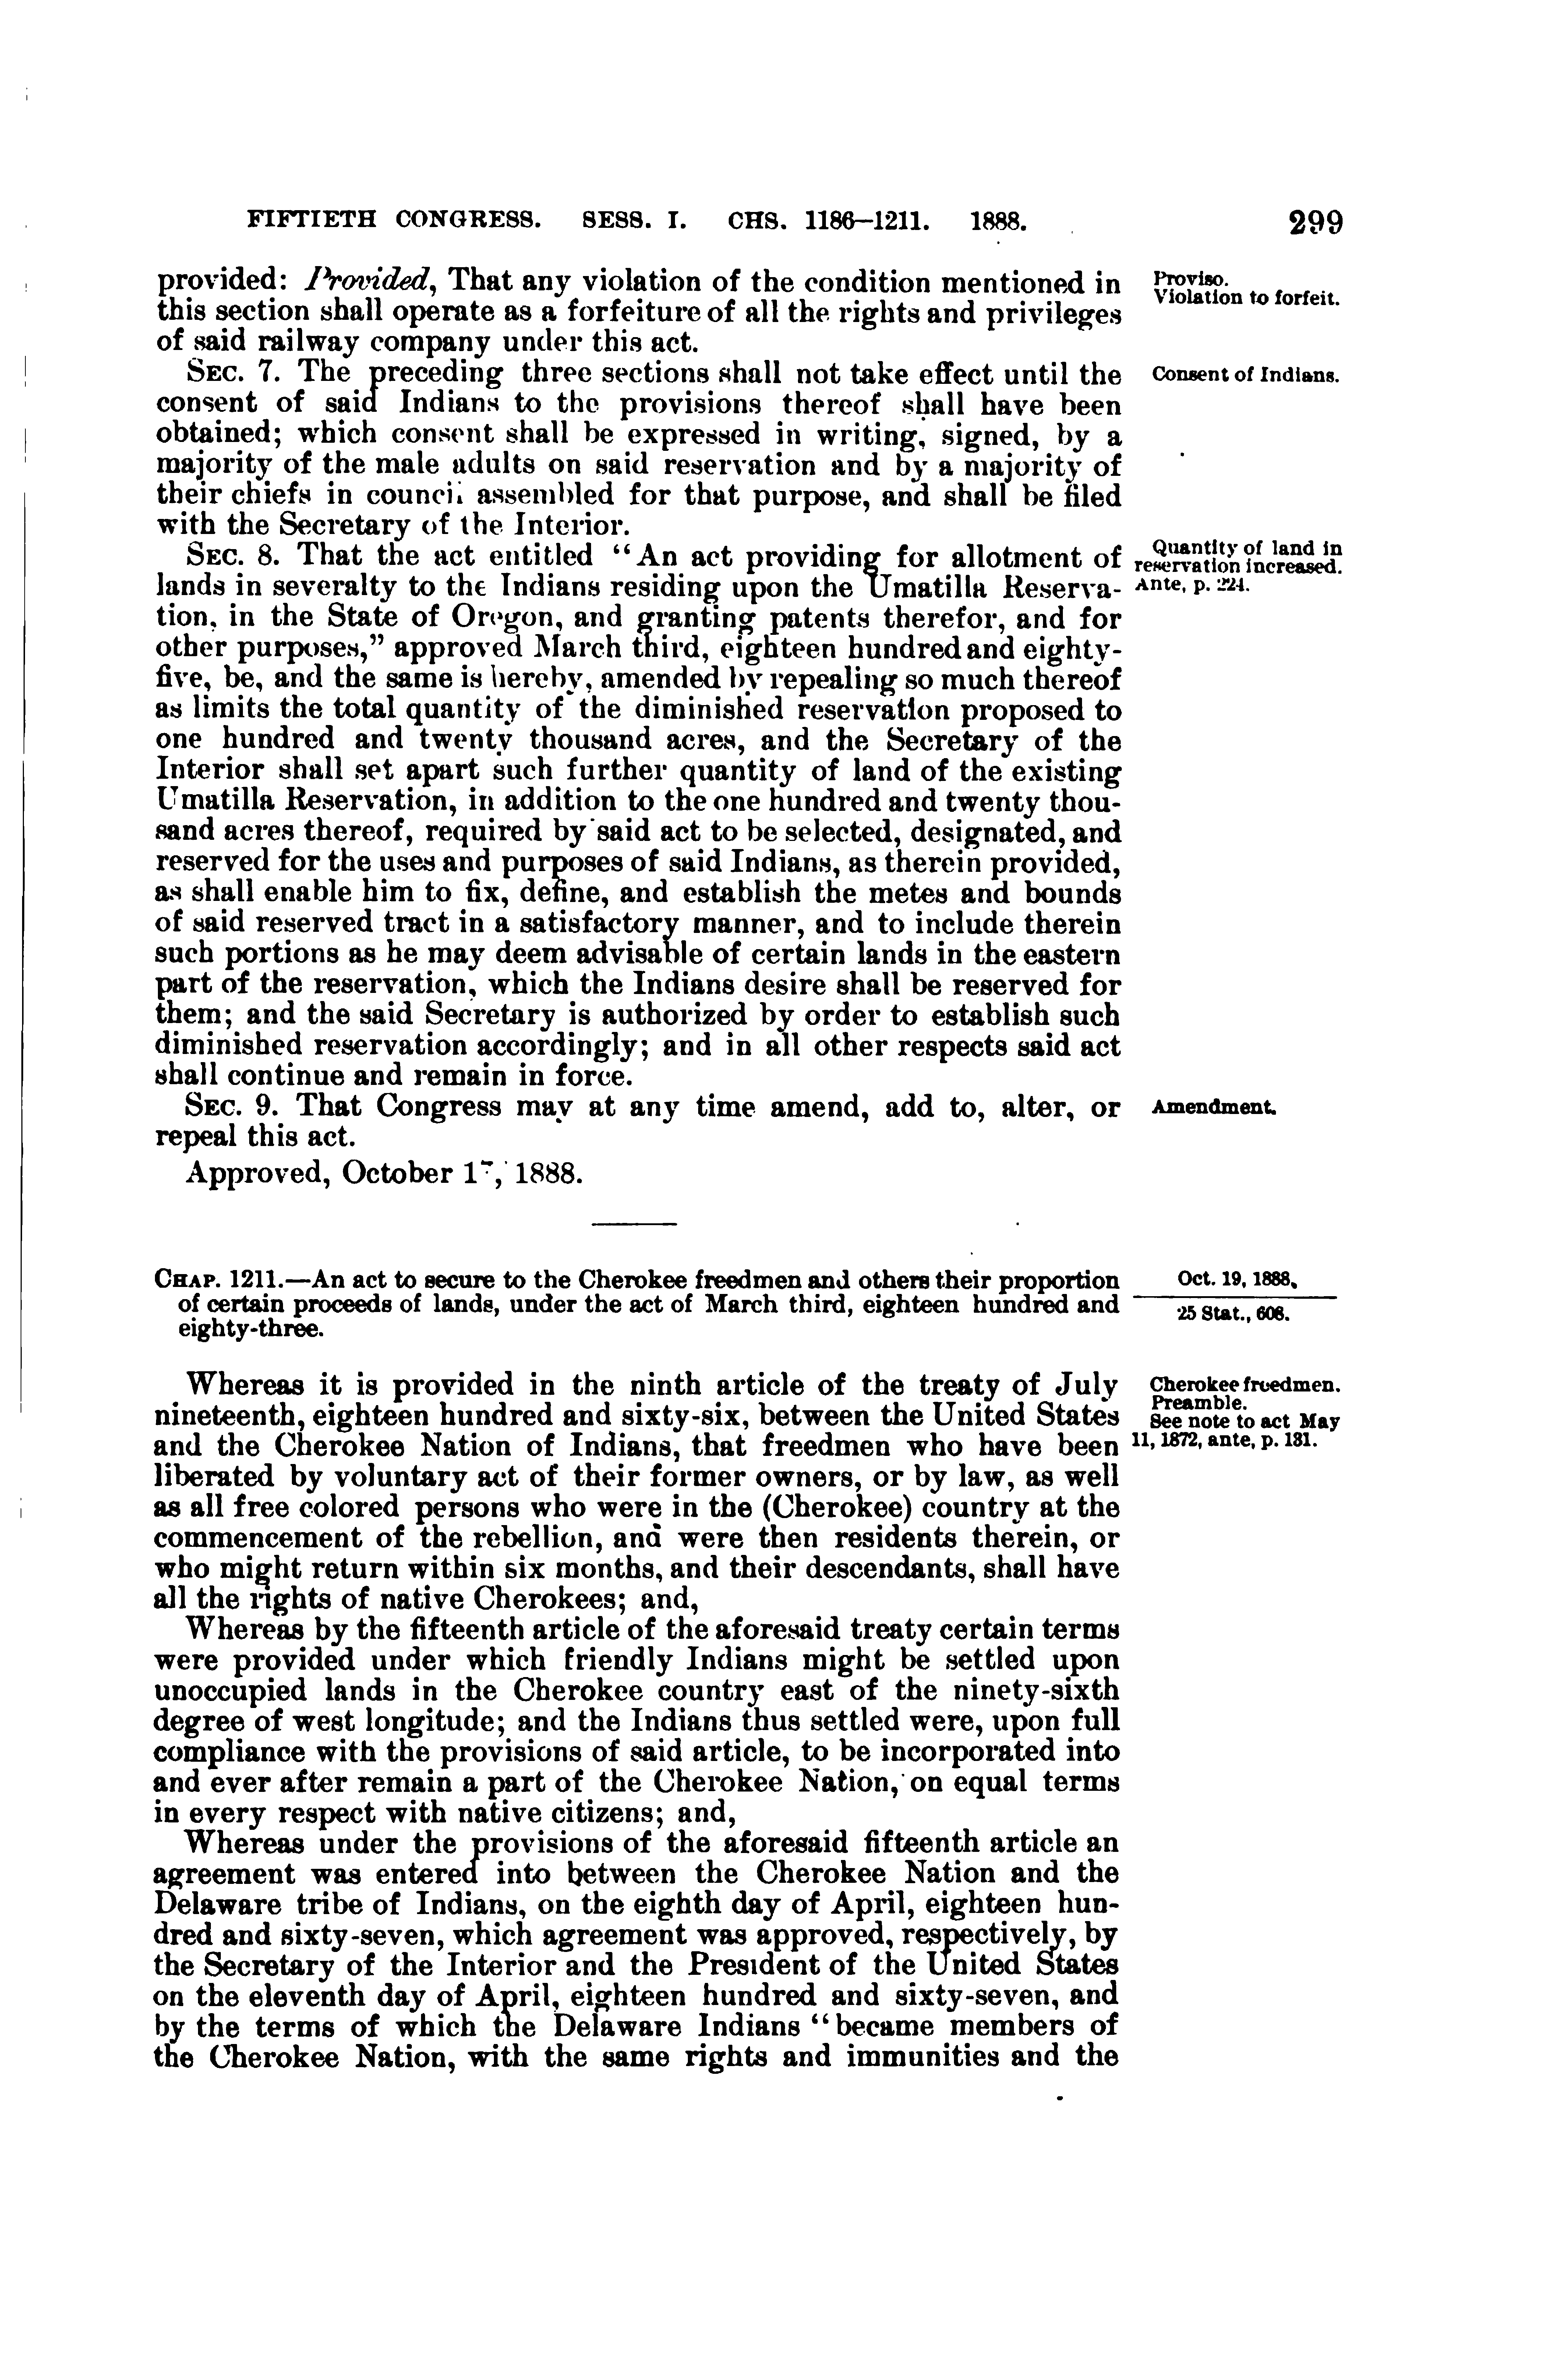 FIFTIETH CONGRESS. SESS. I. CHS. 1186–1211. 1888. 299
provided: Provided, That any violation of the condition mentioned in
this section shall operate as a forfeiture of all the rights and privileges
of said railway company under this act.
Proviso.
Violation to forfeit.
SEC. 7. The preceding three sections shall not take effect until the
consent of said Indians to the provisions thereof shall have been
obtained; which consent shall be expressed in writing, signed, by a
majority of the male adults on said reservation and by a majority of
their chiefs in council assembled for that purpose, and shall be filed
with the Secretary of the Interior.
Consent of Indians.
SEC. 8. That the act entitled “An act providing for allotment of
lands in severalty to the Indians residing upon the Umatilla Reserva-
tion, in the State of Oregon, and granting patents therefor, and for
other purposes,” approved March third, eighteen hundred and eighty-
five, be, and the same is hereby, amended by repealing so much thereof
as limits the total quantity of the diminished reservation proposed to
one hundred and twenty thousand acres, and the Secretary of the
Interior shall set apart such further quantity of land of the existing
Umatilla Reservation, in addition to the one hundred and twenty thou-
sand acres thereof, required by said act to be selected, designated, and
reserved for the uses and purposes of said Indians, as therein provided,
as shall enable him to fix, define, and establish the metes and bounds
of said reserved tract in a satisfactory manner, and to include therein
such portions as he may deem advisable of certain lands in the eastern
part of the reservation, which the Indians desire shall be reserved for
them; and the said Secretary is authorized by order to establish such
diminished reservation accordingly; and in all other respects said act
shall continue and remain in force.
Quantity of land in
reservation increased.
Ante, p. 224.
SEC. 9. That Congress may at any time amend, add to, alter, or
repeal this act.
Amendment.
Approved, October 17, 1888.
CHAP. 1211.—An act to secure to the Cherokee freedmen and others their proportion
of certain proceeds of lands, under the act of March third, eighteen hundred and
eighty-three.
Oct. 19, 1888.
25 Stat., 608.
Whereas it is provided in the ninth article of the treaty of July
nineteenth, eighteen hundred and sixty-six, between the United States
and the Cherokee Nation of Indians, that freedmen who have been
liberated by voluntary act of their former owners, or by law, as well
as all free colored persons who were in the (Cherokee) country at the
commencement of the rebellion, and were then residents therein, or
who might return within six months, and their descendants, shall have
all the rights of native Cherokees; and,
Cherokee freedmen.
Preamble.
See note to act May
11, 1872, ante, p. 131.
Whereas by the fifteenth article of the aforesaid treaty certain terms
were provided under which friendly Indians might be settled upon
unoccupied lands in the Cherokee country east of the ninety-sixth
degree of west longitude; and the Indians thus settled were, upon full
compliance with the provisions of said article, to be incorporated into
and ever after remain a part of the Cherokee Nation, on equal terms
in every respect with native citizens; and,
Whereas under the provisions of the aforesaid fifteenth article an
agreement was entered into between the Cherokee Nation and the
Delaware tribe of Indians, on the eighth day of April, eighteen hun-
dred and sixty-seven, which agreement was approved, respectively, by
the Secretary of the Interior and the President of the United States
on the eleventh day of April, eighteen hundred and sixty-seven, and
by the terms of which the Delaware Indians “became members of
the Cherokee Nation, with the same rights and immunities and the